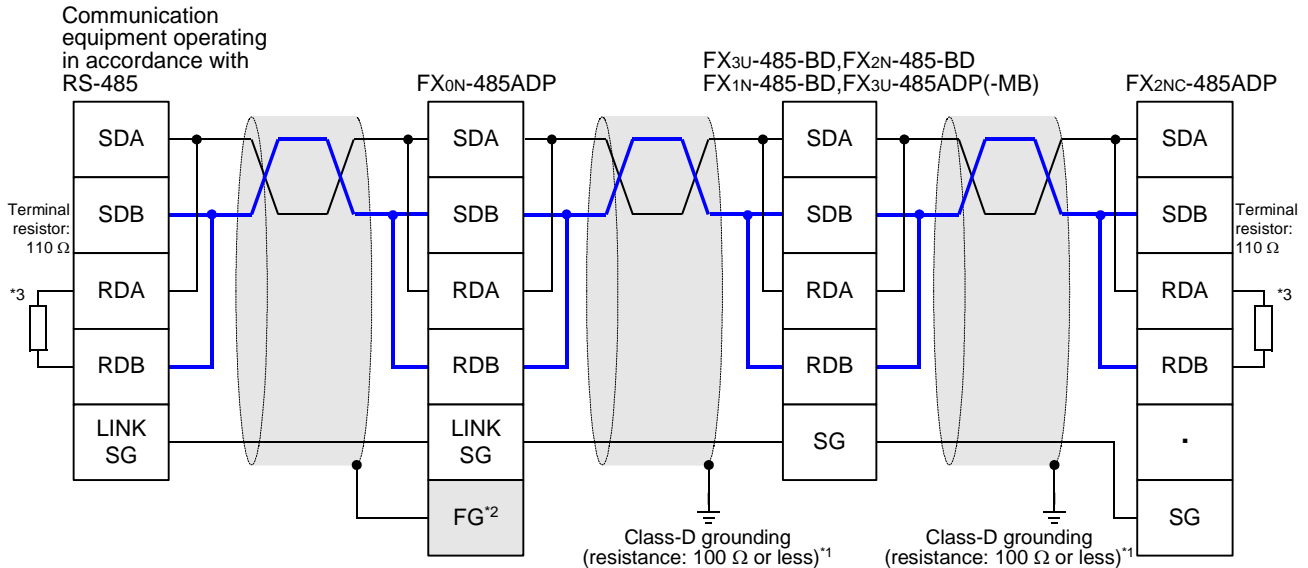 Communication
equipment operating
in accordance with
RS-485
FX0N-485ADP
FX3U-485-BD,FX2N-485-BD
FX1N-485-BD,FX3U-485ADP(-MB)
FX2NC-485ADP
SDA
SDB
RDA
RDB
LINK
SG
Terminal
resistor:
110 Ω
*3
SDA
SDB
RDA
RDB
LINK
SG
FG*2
SDA
SDB
RDA
RDB
SG
SDA
SDB
RDA
RDB
.
SG
Terminal
resistor:
110 Ω
*3
Class-D grounding
(resistance: 100 Ω or less)*1
Class-D grounding
(resistance: 100 Ω or less)*1